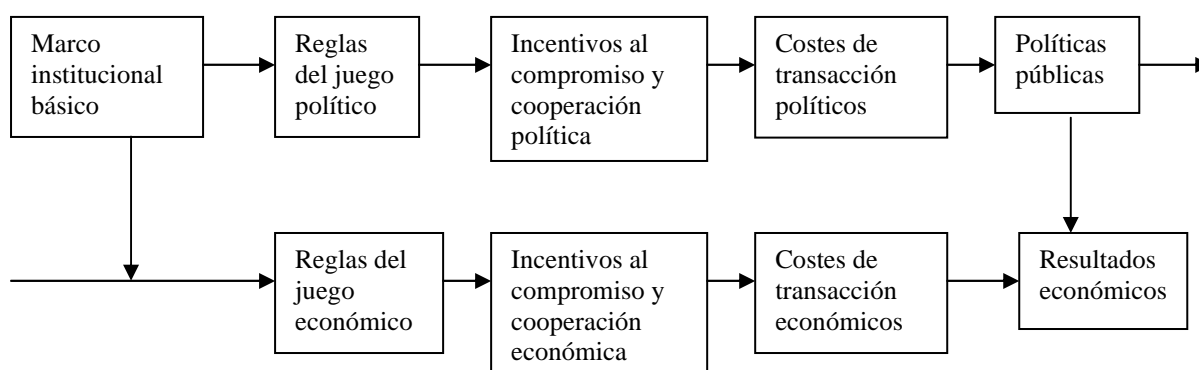 Marco
institucional
básico
Reglas
del juego
político
Incentivos al
compromiso y
cooperación
política
Costes de
transacción
políticos
Políticas
públicas
Reglas del
juego
económico
Incentivos al
compromiso y
cooperación
económica
Costes de
transacción
económicos
Resultados
económicos